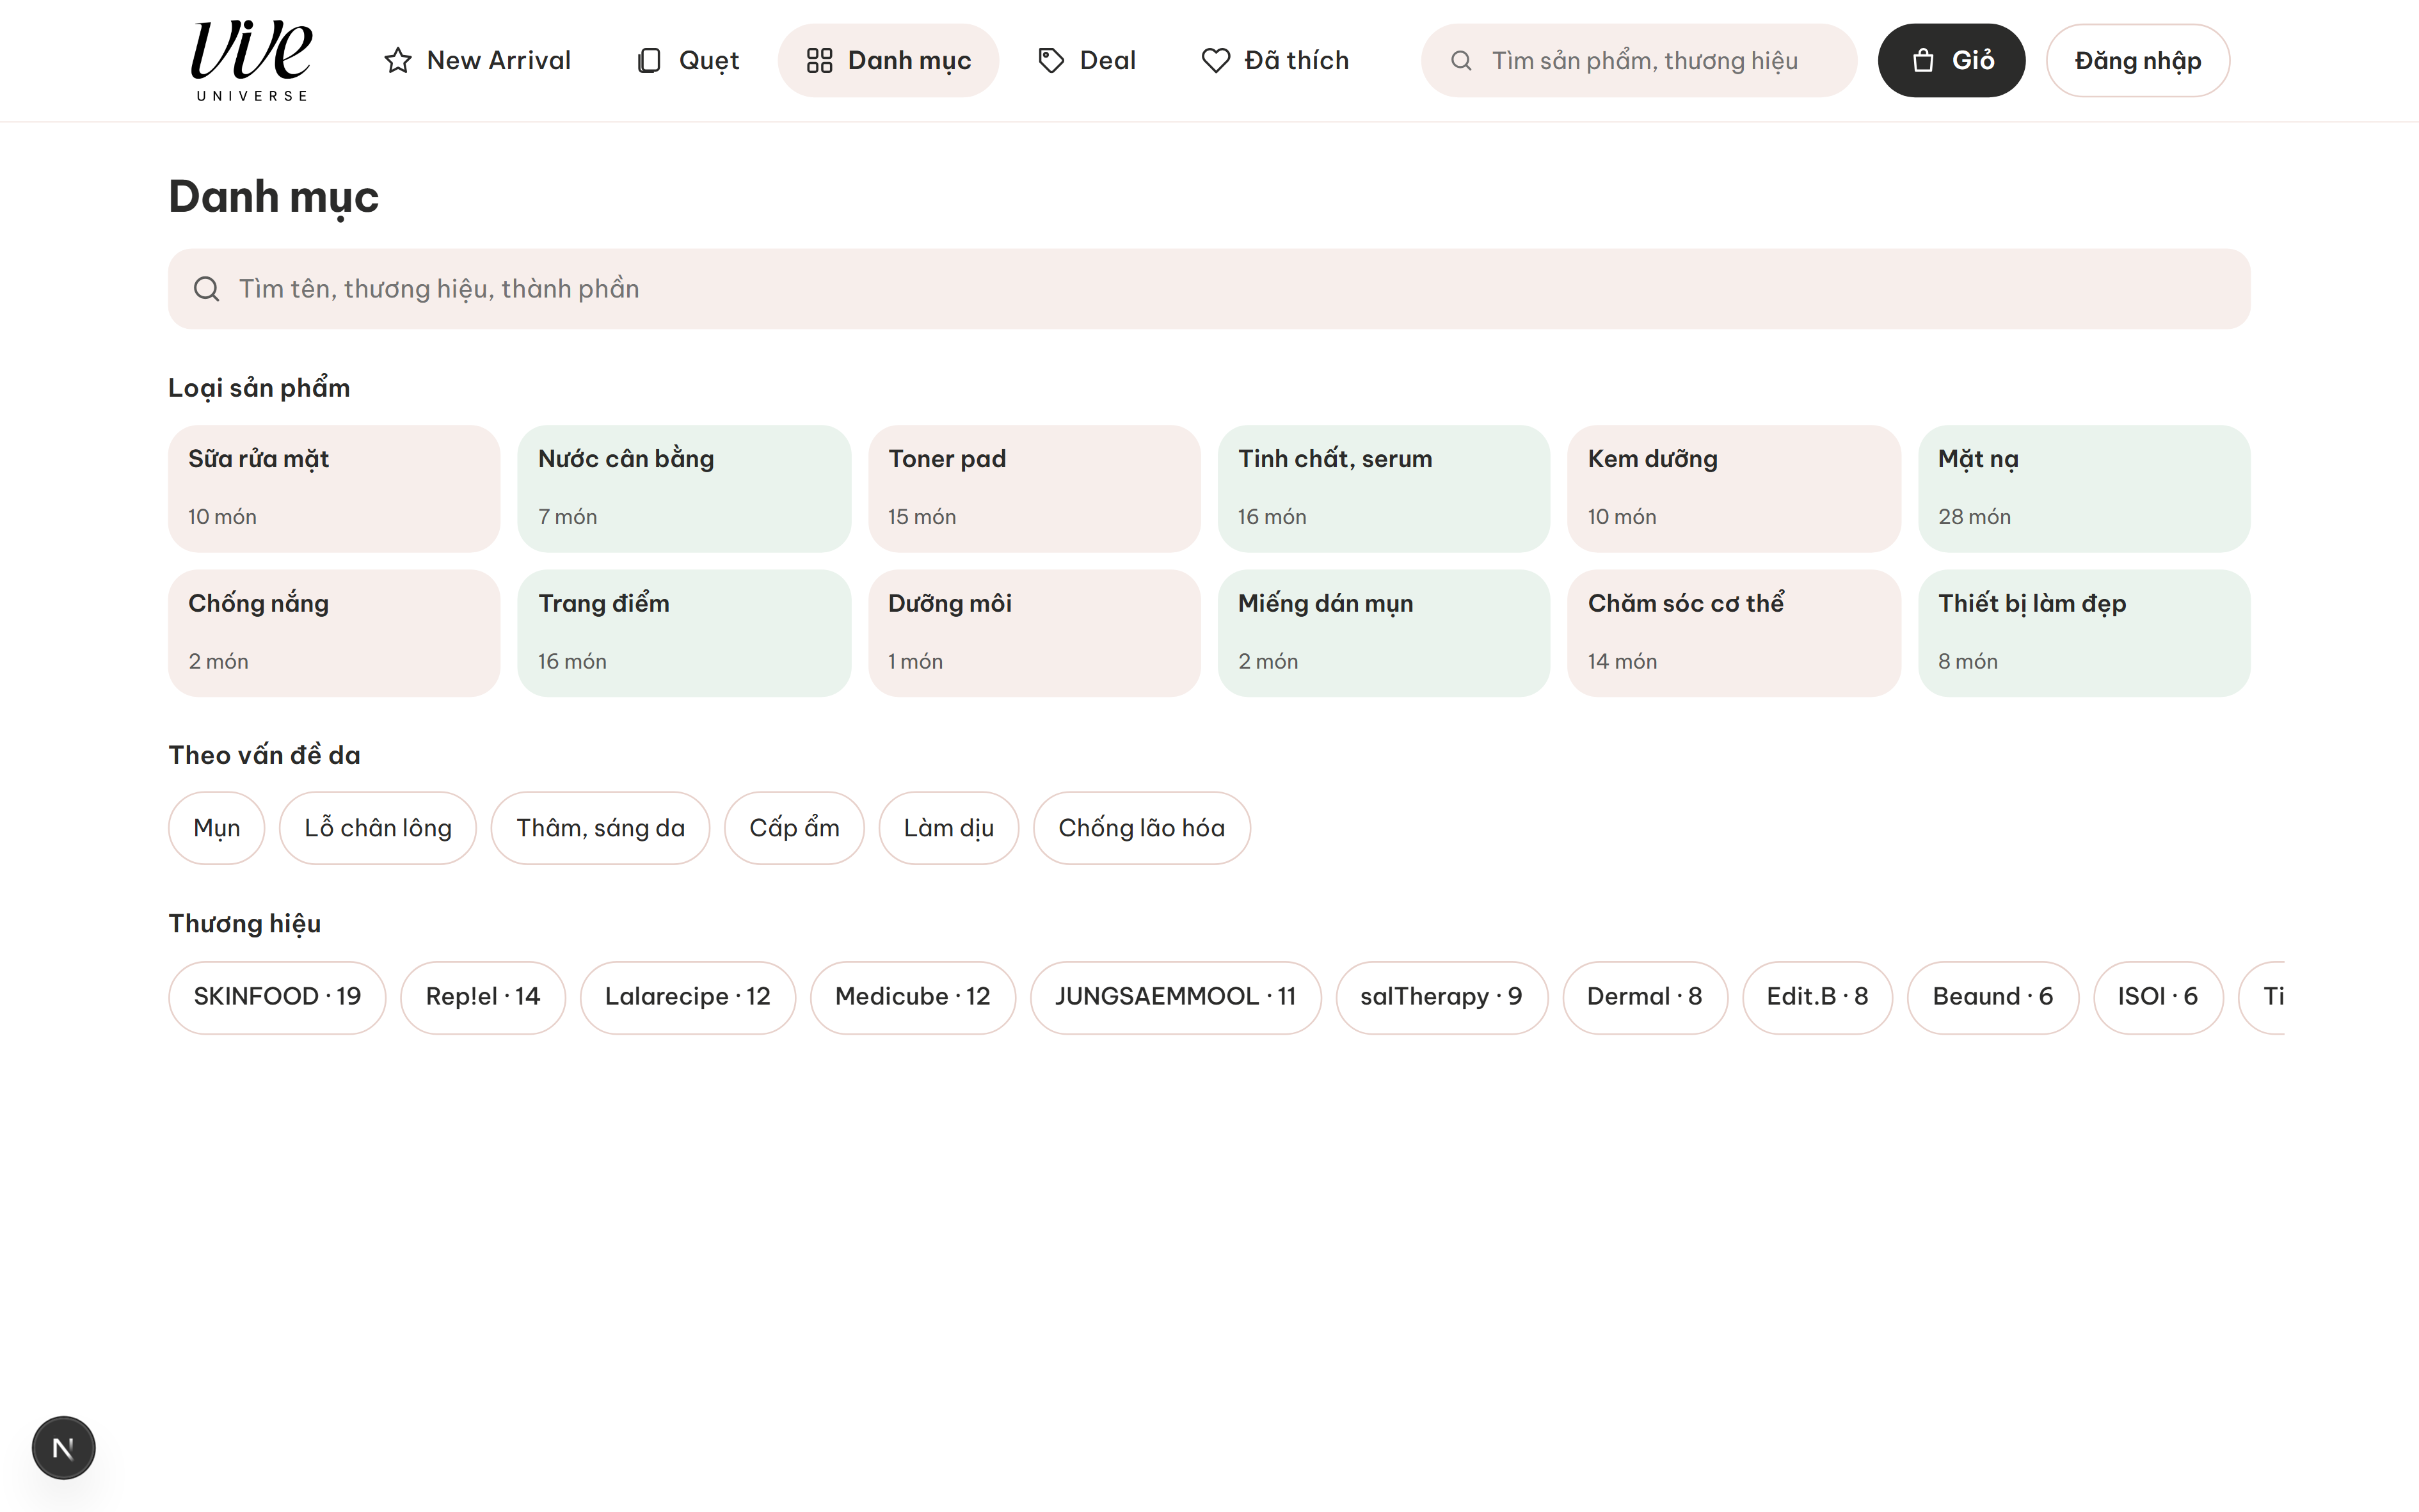 ViVe
UNIVERSE
New Arrival
Quẹt
Danh mục
Deal
Đã thích
Tìm sản phẩm, thương hiệu
Giỏ
Đăng nhập
Danh mục
Tìm tên, thương hiệu, thành phần
Loại sản phẩm
Sữa rửa mặt
10 món
Nước cân bằng
7 món
Toner pad
15 món
Tinh chất, serum
16 món
Kem dưỡng
10 món
Mặt nạ
28 món
Chống nắng
2 món
Trang điểm
16 món
Dưỡng môi
1 món
Miếng dán mụn
2 món
Chăm sóc cơ thể
14 món
Thiết bị làm đẹp
8 món
Theo vấn đề da
Mụn
Lỗ chân lông
Thâm, sáng da
Cấp ẩm
Làm dịu
Chống lão hóa
Thương hiệu
SKINFOOD · 19
Rep!el · 14
Lalarecipe · 12
Medicube · 12
JUNGSAEMMOOL · 11
salTherapy · 9
Dermal · 8
Edit.B · 8
Beaund · 6
ISOI · 6
Ti
N